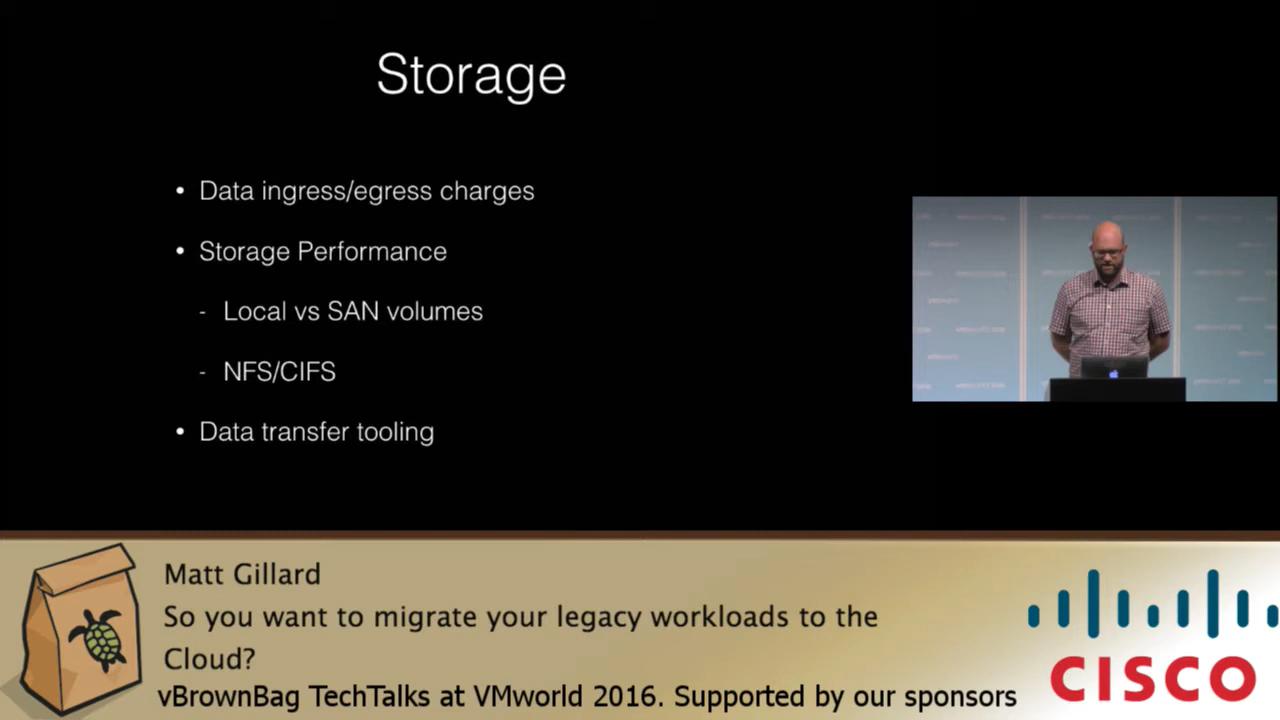 Storage
• Data ingress/egress charges
• Storage Performance
- Local vs SAN volumes
- NFS/CIFS
• Data transfer tooling
Matt Gillard
So you want to migrate your legacy workloads to the
Cloud?
vBrownBag TechTalks at VMworld 2016. Supported by our sponsors
CISCO